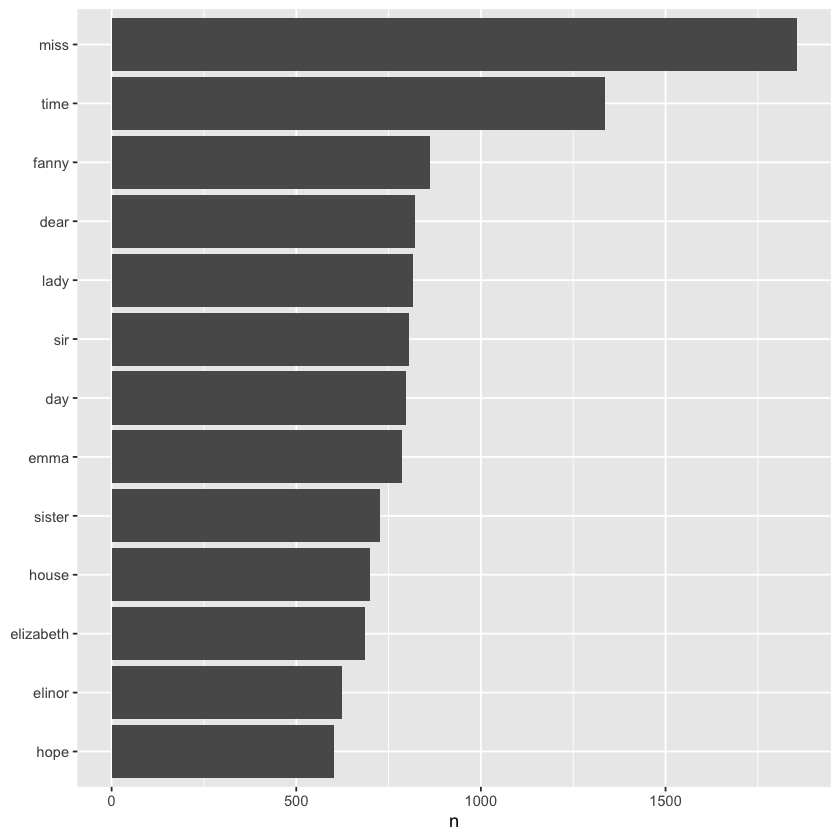 miss
time
fanny
dear
lady
sir
day
emma
sister
house
elizabeth
elinor
hope
0 500 1000 1500
n